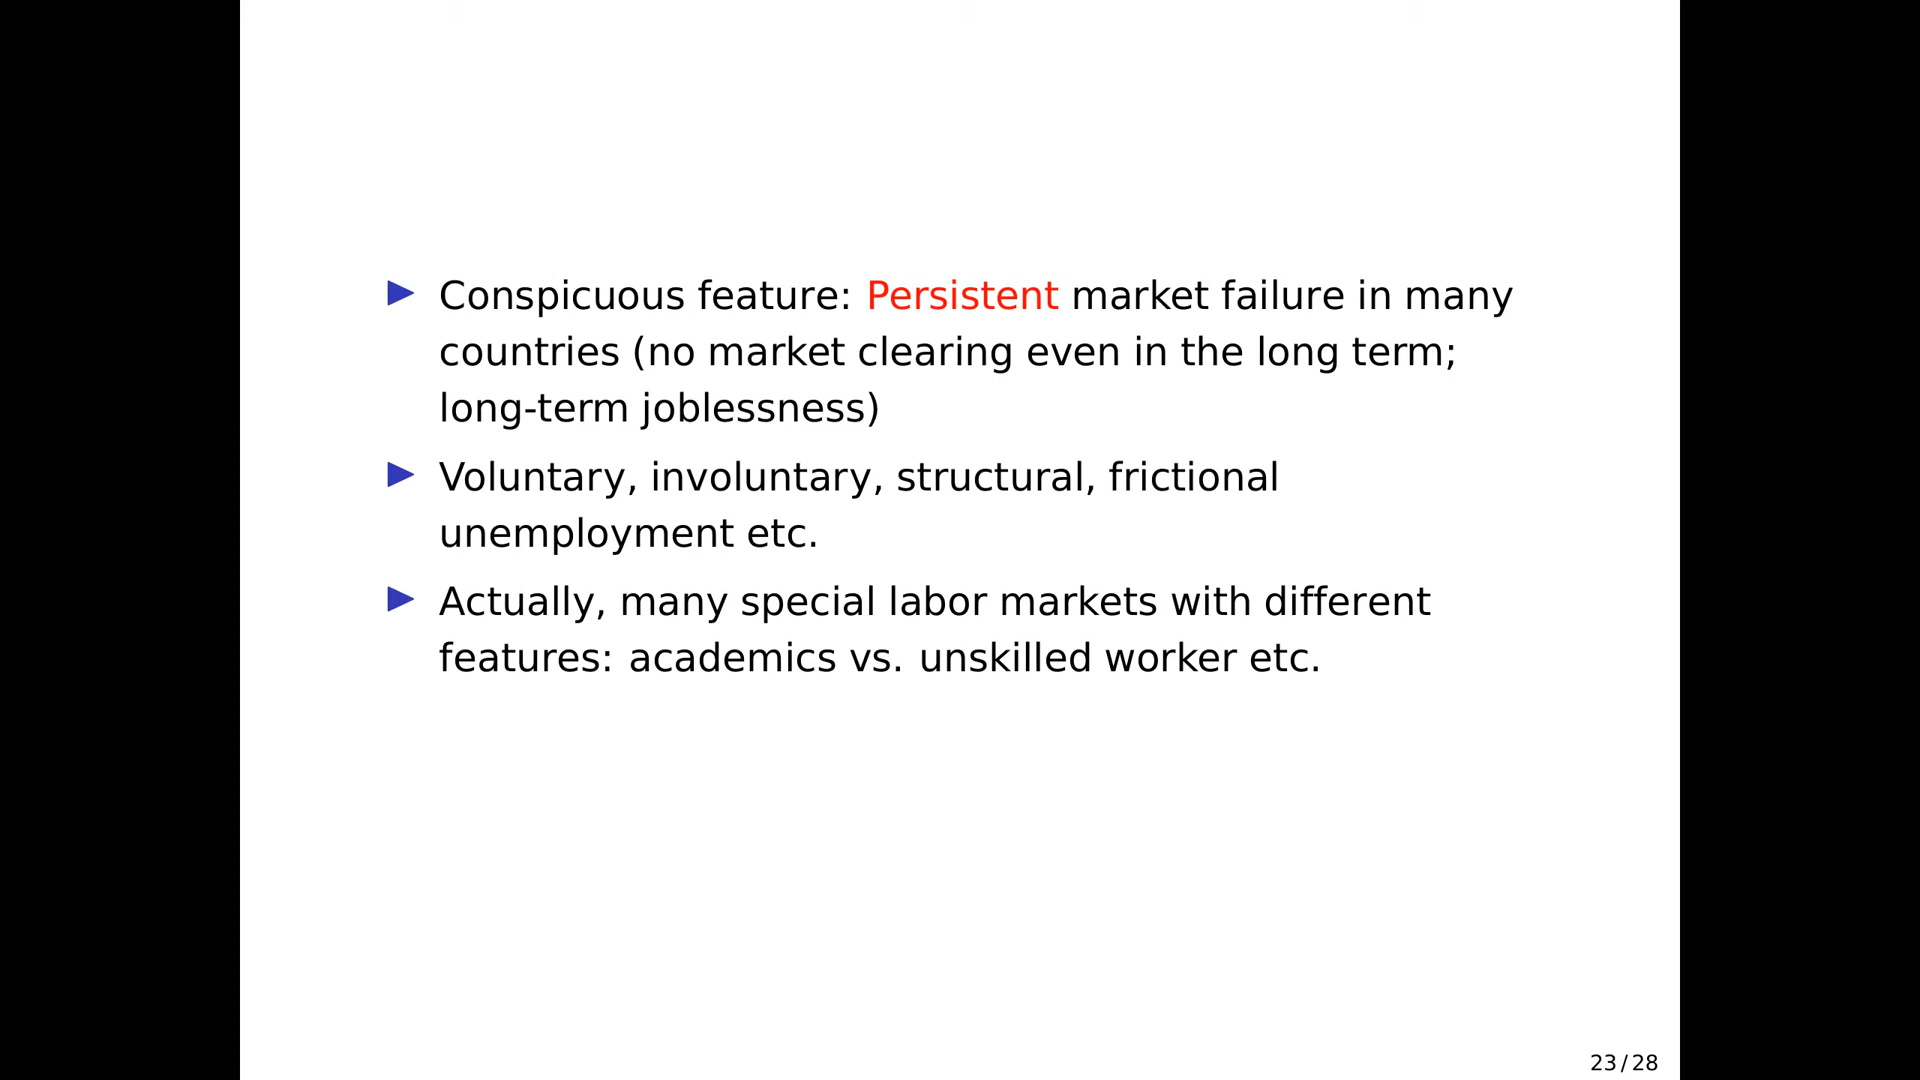 Conspicuous feature: Persistent market failure in many
countries (no market clearing even in the long term;
long-term joblessness)
Voluntary, involuntary, structural, frictional
unemployment etc.
Actually, many special labor markets with different
features: academics vs. unskilled worker etc.
23/28